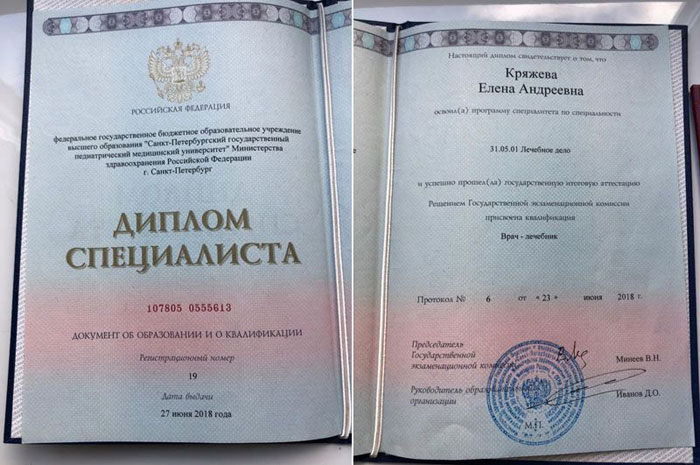 РОССИЙСКАЯ ФЕДЕРАЦИЯ
федеральное государственное бюджетное образовательное учреждение
высшего образования "Санкт-Петербургский государственный
педиатрический медицинский университет" Министерства
здравоохранения Российской Федерации
г. Санкт-Петербург
ДИПЛОМ
СПЕЦИАЛИСТА
107805 0555613
ДОКУМЕНТ ОБ ОБРАЗОВАНИИ И О КВАЛИФИКАЦИИ
Регистрационный номер
19
Дата выдачи
27 июня 2018 года
Настоящий диплом свидетельствует о том, что
Кряжева
Елена Андреевна
освоил(а) программу специалитета по специальности
31.05.01 Лечебное дело
и успешно прошел(ла) государственную итоговую аттестацию
Решением Государственной экзаменационной комиссии
присвоена квалификация
Врач - лечебник
Протокол № 6 от « 23 » июня 2018 г.
Председатель
Государственной
экзаменационной
Минеев В.Н.
Руководитель
организации
Иванов Д.О.
М.П.